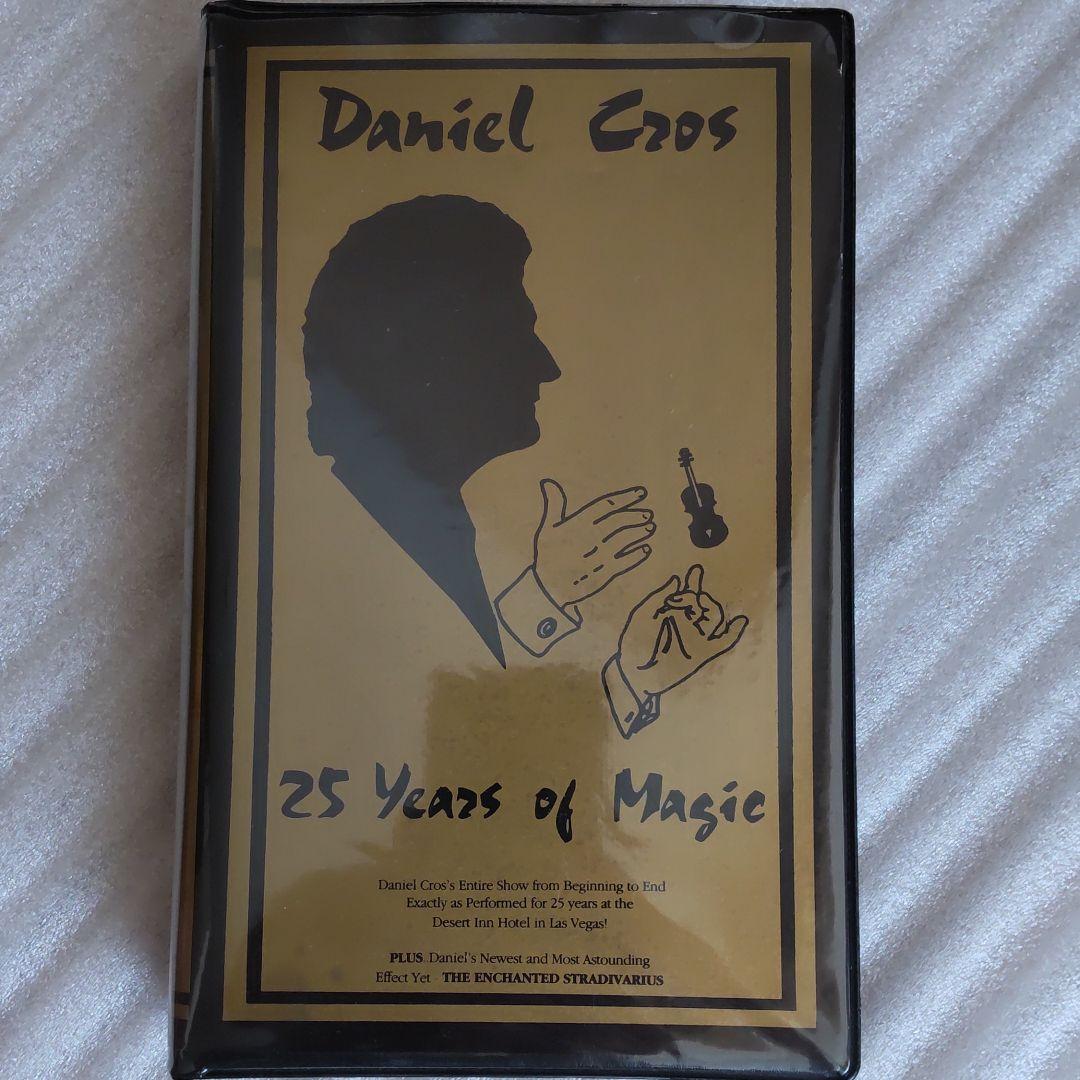 Daniel Cros
25 Years of Magic
Daniel Cros's Entire Show from Beginning to End
Exactly as Performed for 25 years at the
Desert Inn Hotel in Las Vegas!
PLUS Daniel's Newest and Most Astounding
Effect Yet - THE ENCHANTED STRADIVARIUS